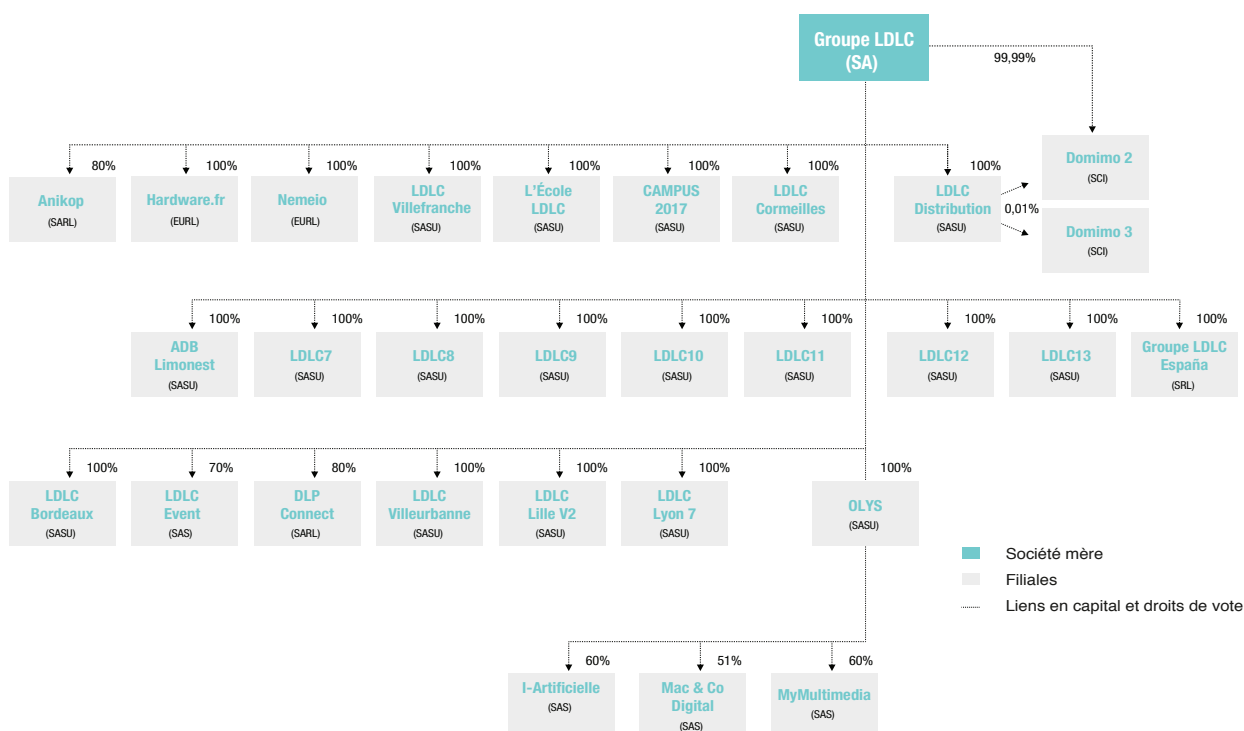 Groupe LDLC
(SA)
99,99%
80%
100%
100%
100%
100%
100%
100%
100%
Anikop
(SARL)
Hardware.fr
(EURL)
Nemeio
(EURL)
LDLC
Villefranche
(SASU)
L'École
LDLC
(SASU)
CAMPUS
2017
(SASU)
LDLC
Cormeilles
(SASU)
LDLC
Distribution
(SASU)
0,01%
Domimo 2
(SCI)
Domimo 3
(SCI)
100%
100%
100%
100%
100%
100%
100%
100%
100%
ADB
Limonest
(SASU)
LDLC7
(SASU)
LDLC8
(SASU)
LDLC9
(SASU)
LDLC10
(SASU)
LDLC11
(SASU)
LDLC12
(SASU)
LDLC13
(SASU)
Groupe LDLC
España
(SRL)
100%
70%
80%
100%
100%
100%
100%
LDLC
Bordeaux
(SASU)
LDLC
Event
(SAS)
DLP
Connect
(SARL)
LDLC
Villeurbanne
(SASU)
LDLC
Lille V2
(SASU)
LDLC
Lyon 7
(SASU)
OLYS
(SASU)
Société mère
Filiales
Liens en capital et droits de vote
60%
51%
60%
I-Artificielle
(SAS)
Mac & Co
Digital
(SAS)
MyMultimedia
(SAS)